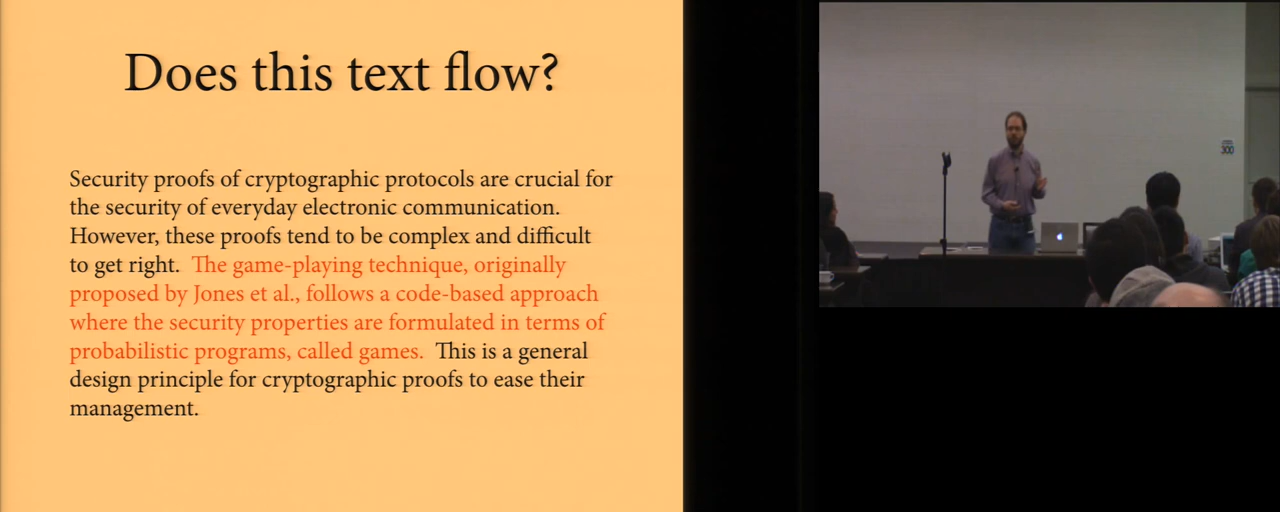 Does this text flow?
Security proofs of cryptographic protocols are crucial for
the security of everyday electronic communication.
However, these proofs tend to be complex and difficult
to get right. The game-playing technique, originally
proposed by Jones et al., follows a code-based approach
where the security properties are formulated in terms of
probabilistic programs, called games. This is a general
design principle for cryptographic proofs to ease their
management.
300